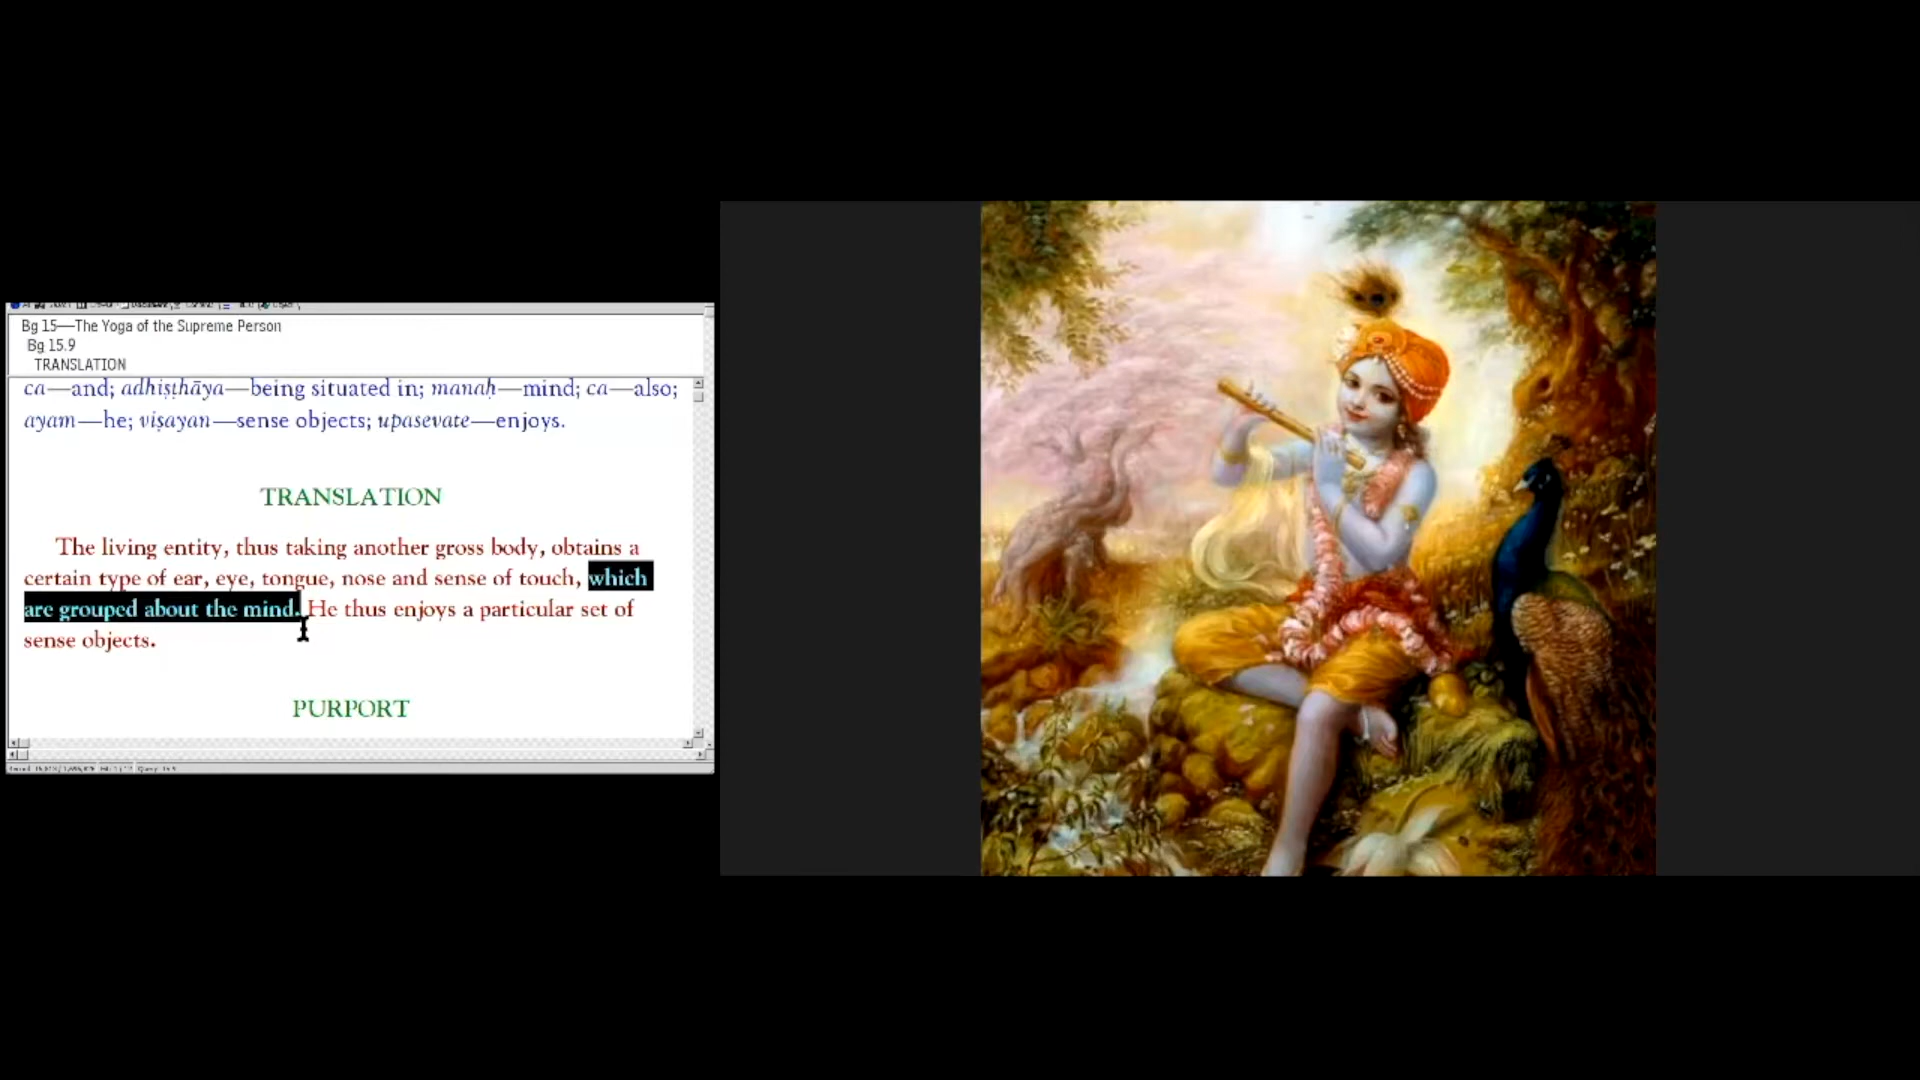 Bg 15—The Yoga of the Supreme Person
Bg 15.9
TRANSLATION
ca—and; adhiṣṭhāya—being situated in; manaḥ—mind; ca—also;
ayam—he; viṣayan—sense objects; upasevate—enjoys.
TRANSLATION
The living entity, thus taking another gross body, obtains a
certain type of ear, eye, tongue, nose and sense of touch, which
are grouped about the mind. He thus enjoys a particular set of
sense objects.
PURPORT